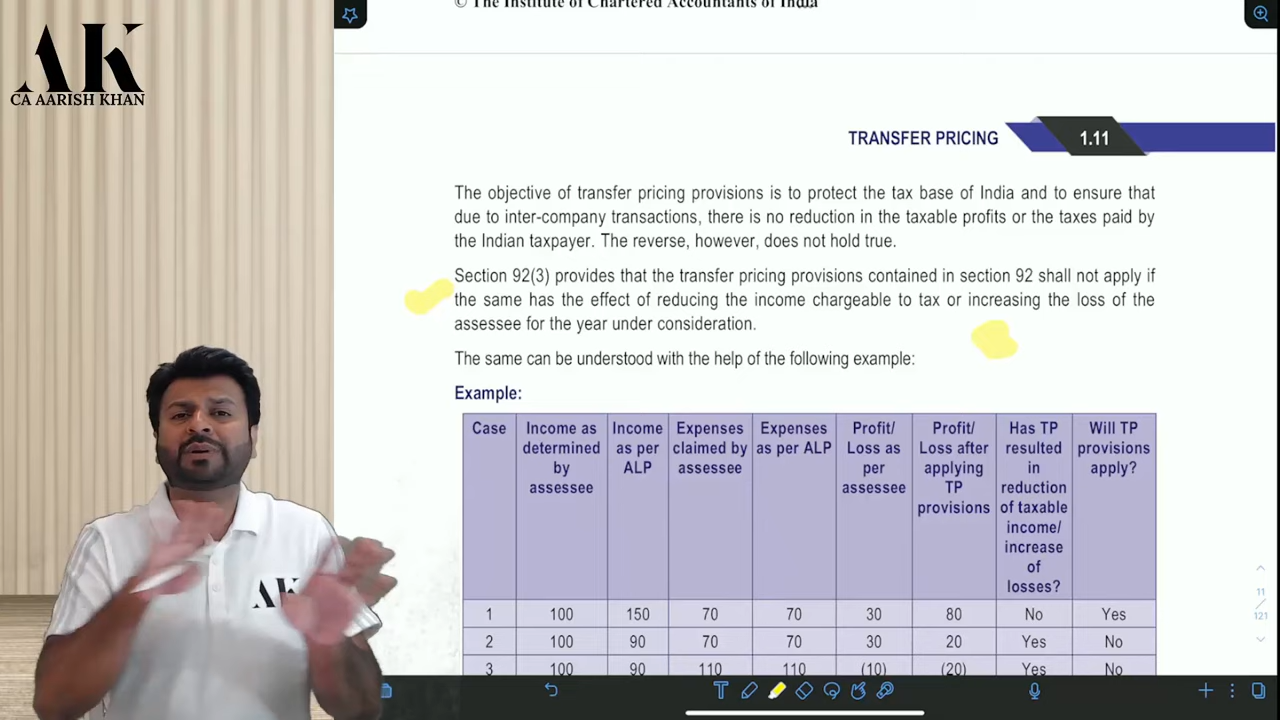 © The Institute of Chartered Accountants of India
AK
CA AARISH KHAN
TRANSFER PRICING 1.11
The objective of transfer pricing provisions is to protect the tax base of India and to ensure that
due to inter-company transactions, there is no reduction in the taxable profits or the taxes paid by
the Indian taxpayer. The reverse, however, does not hold true.
Section 92(3) provides that the transfer pricing provisions contained in section 92 shall not apply if
the same has the effect of reducing the income chargeable to tax or increasing the loss of the
assessee for the year under consideration.
The same can be understood with the help of the following example:
Example:
Case
Income as
determined
by
assessee
Income
as per
ALP
Expenses
claimed by
assessee
Expenses
as per ALP
Profit/
Loss as
per
assessee
Profit/
Loss after
applying
TP
provisions
Has TP
resulted
in
reduction
of taxable
income/
increase
of
losses?
Will TP
provisions
apply?
1 100 150 70 70 30 80 No Yes
2 100 90 70 70 30 20 Yes No
3 100 90 110 110 (10) (20) Yes No
AK
11
121
T